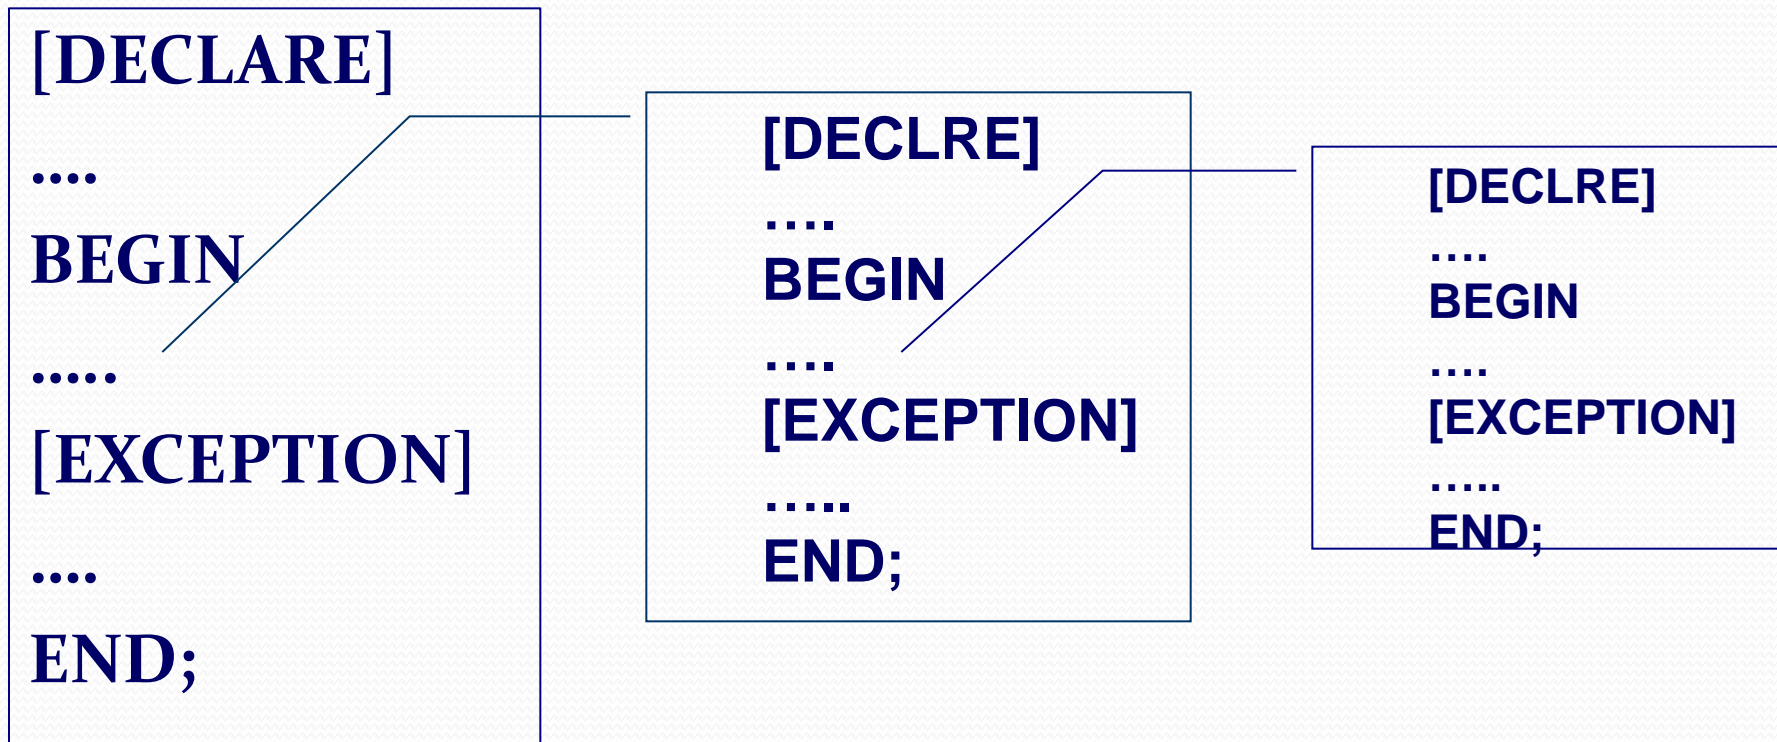 [DECLARE]
....
BEGIN
.....
[EXCEPTION]
....
END;
[DECLRE]
….
BEGIN
….
[EXCEPTION]
…..
END;
[DECLRE]
….
BEGIN
….
[EXCEPTION]
…..
END;